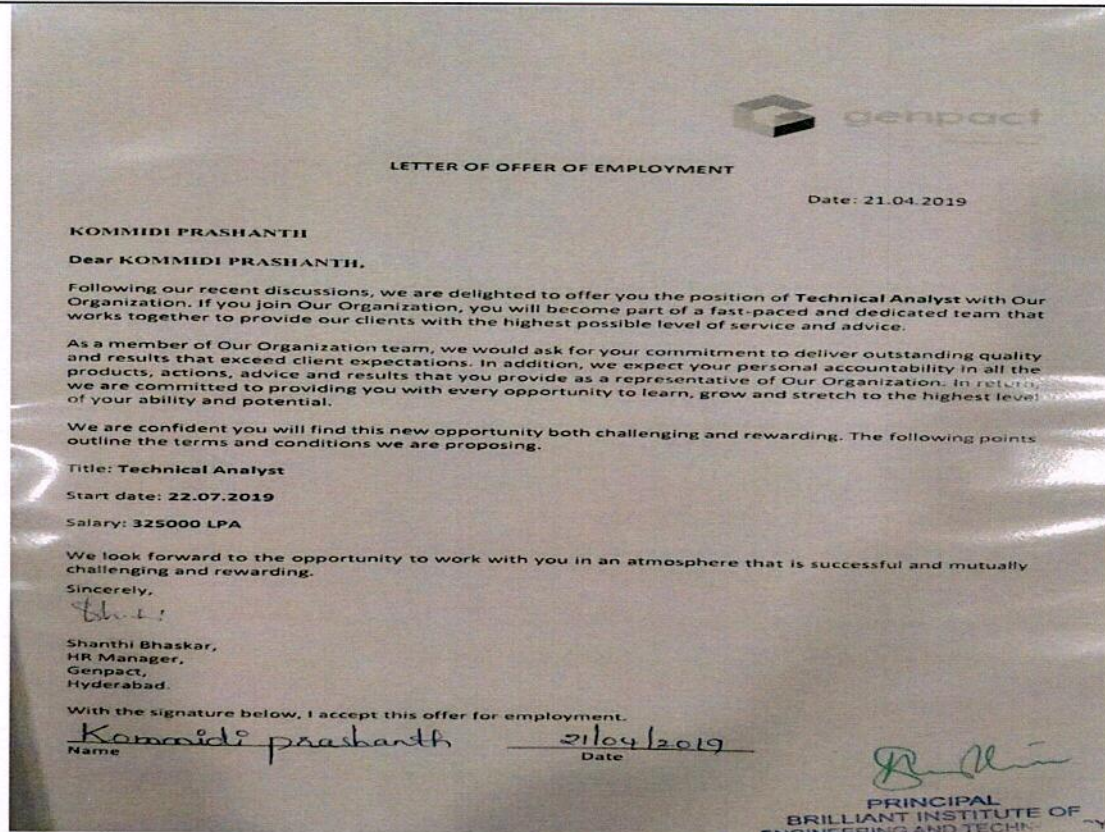 genpact
LETTER OF OFFER OF EMPLOYMENT
Date: 21.04.2019
KOMMIDI PRASHANTH
Dear KOMMIDI PRASHANTH,
Following our recent discussions, we are delighted to offer you the position of Technical Analyst with Our
Organization. If you join Our Organization, you will become part of a fast-paced and dedicated team that
works together to provide our clients with the highest possible level of service and advice.
As a member of Our Organization team, we would ask for your commitment to deliver outstanding quality
and results that exceed client expectations. In addition, we expect your personal accountability in all the
products, actions, advice and results that you provide as a representative of Our Organization. In return,
we are committed to providing you with every opportunity to learn, grow and stretch to the highest level
of your ability and potential.
We are confident you will find this new opportunity both challenging and rewarding. The following points
outline the terms and conditions we are proposing.
Title: Technical Analyst
Start date: 22.07.2019
Salary: 325000 LPA
We look forward to the opportunity to work with you in an atmosphere that is successful and mutually
challenging and rewarding.
Sincerely,
Shanthi Bhaskar,
HR Manager,
Genpact,
Hyderabad.
With the signature below, I accept this offer for employment.
Kommidi prashanth 21/04/2019
Name Date
PRINCIPAL
BRILLIANT INSTITUTE OF
ENGINEERING AND